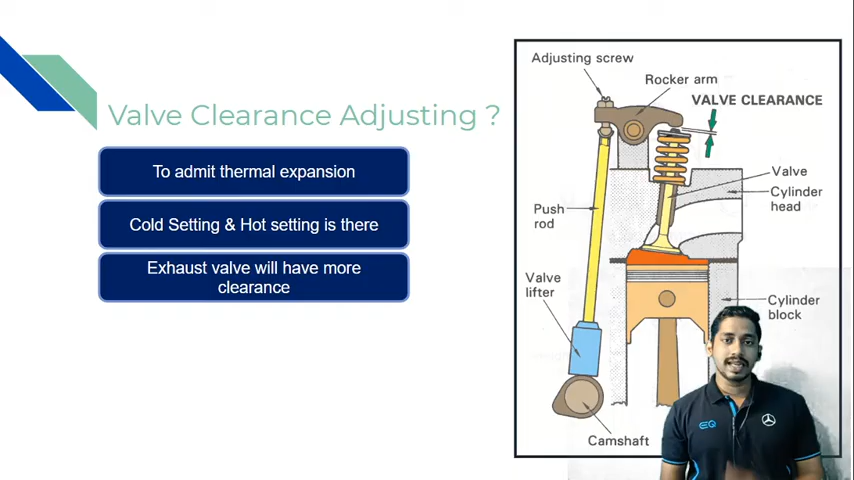 Valve Clearance Adjusting ?
To admit thermal expansion
Cold Setting & Hot setting is there
Exhaust valve will have more
clearance
Adjusting screw
Rocker arm
VALVE CLEARANCE
Valve
Cylinder
head
Push
rod
Valve
lifter
Cylinder
block
Camshaft
EQ